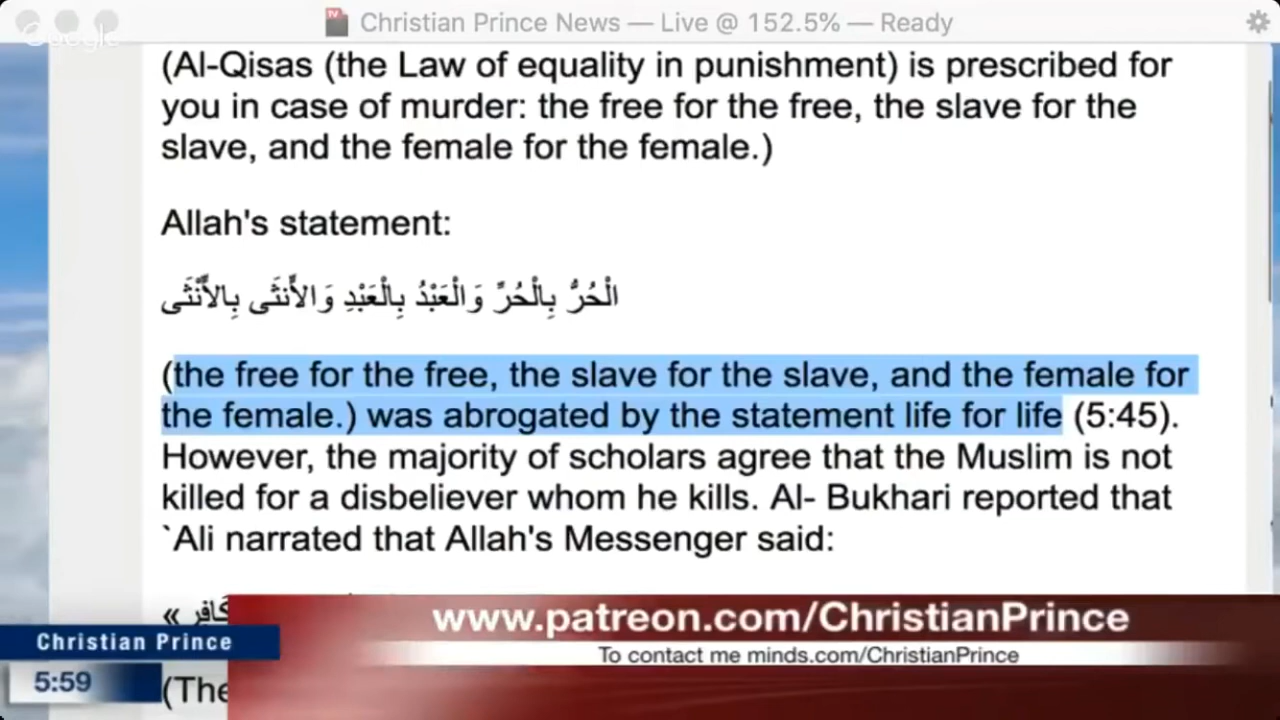 Christian Prince News — Live @ 152.5% — Ready
Google
(Al-Qisas (the Law of equality in punishment) is prescribed for
you in case of murder: the free for the free, the slave for the
slave, and the female for the female.)
Allah's statement:
الْحُرُّ بِالْحُرِّ وَالْعَبْدُ بِالْعَبْدِ وَالأُنثَى بِالأُنْثَى
(the free for the free, the slave for the slave, and the female for
the female.) was abrogated by the statement life for life (5:45).
However, the majority of scholars agree that the Muslim is not
killed for a disbeliever whom he kills. Al- Bukhari reported that
`Ali narrated that Allah's Messenger said:
«
www.patreon.com/ChristianPrince
Christian Prince
To contact me minds.com/ChristianPrince
5:59
(The